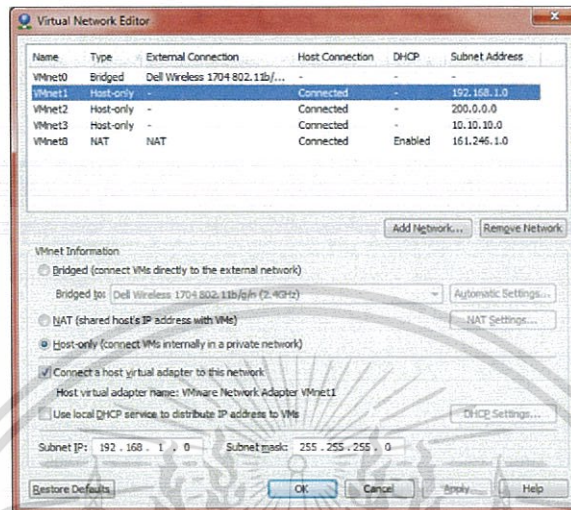 Virtual Network Editor
Name Type External Connection Host Connection DHCP Subnet Address
VMnet0 Bridged Dell Wireless 1704 802.11b/... - - -
VMnet1 Host-only - Connected - 192.168.1.0
VMnet2 Host-only - Connected - 200.0.0.0
VMnet3 Host-only - Connected - 10.10.10.0
VMnet8 NAT NAT Connected Enabled 161.246.1.0
Add Network... Remove Network
VMnet Information
Bridged (connect VMs directly to the external network)
Bridged to: Dell Wireless 1704 802.11b/g/n (2.4GHz) Automatic Settings...
NAT (shared host's IP address with VMs) NAT Settings...
Host-only (connect VMs internally in a private network)
Connect a host virtual adapter to this network
Host virtual adapter name: VMware Network Adapter VMnet1
Use local DHCP service to distribute IP address to VMs DHCP Settings...
Subnet IP: 192 . 168 . 1 . 0 Subnet mask: 255 . 255 . 255 . 0
Restore Defaults OK Cancel Apply Help